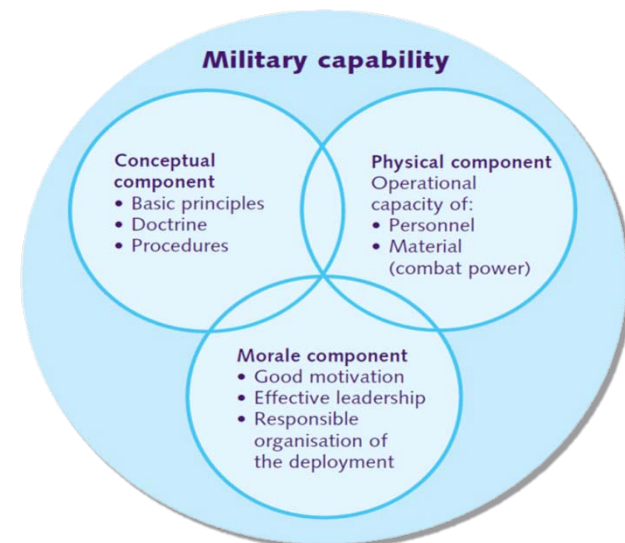 Military capability
Conceptual
component
• Basic principles
• Doctrine
• Procedures
Physical component
Operational
capacity of:
• Personnel
• Material
(combat power)
Morale component
• Good motivation
• Effective leadership
• Responsible
organisation of
the deployment